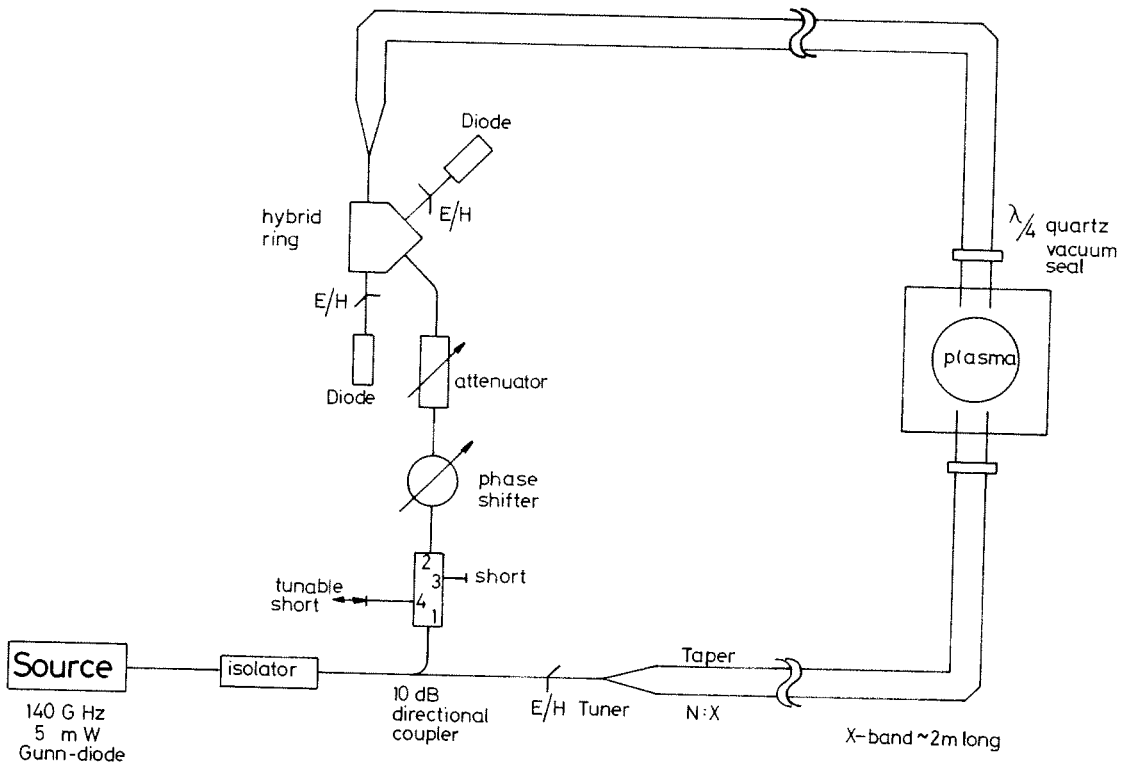 Diode
hybrid
ring
E/H
E/H
Diode
attenuator
λ/4 quartz
vacuum
seal
plasma
phase
shifter
2
3
short
tunable
short
4
1
Source
isolator
Taper
10 dB
directional
coupler
E/H Tuner
N:X
140 G Hz
5 mW
Gunn-diode
X-band ~2m long